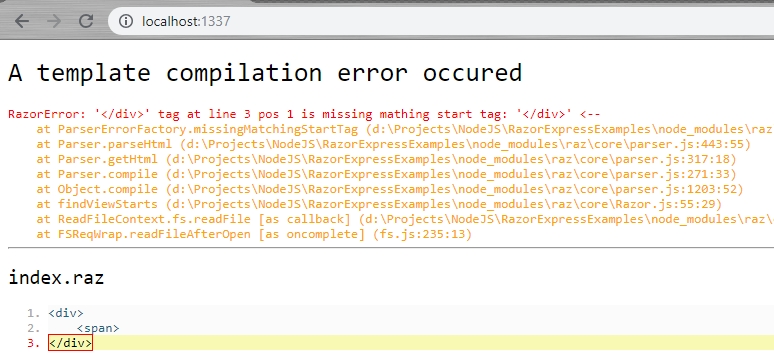 localhost:1337
A template compilation error occured
RazorError: '</div>' tag at line 3 pos 1 is missing mathing start tag: '</div>' <--
at ParserErrorFactory.missingMatchingStartTag (d:\Projects\NodeJS\RazorExpressExamples\node_modules\raz
at Parser.parseHtml (d:\Projects\NodeJS\RazorExpressExamples\node_modules\raz\core\parser.js:443:55)
at Parser.getHtml (d:\Projects\NodeJS\RazorExpressExamples\node_modules\raz\core\parser.js:317:18)
at Parser.compile (d:\Projects\NodeJS\RazorExpressExamples\node_modules\raz\core\parser.js:271:33)
at Object.compile (d:\Projects\NodeJS\RazorExpressExamples\node_modules\raz\core\parser.js:1203:52)
at findViewStarts (d:\Projects\NodeJS\RazorExpressExamples\node_modules\raz\core\Razor.js:55:29)
at ReadFileContext.fs.readFile [as callback] (d:\Projects\NodeJS\RazorExpressExamples\node_modules\raz\
at FSReqWrap.readFileAfterOpen [as oncomplete] (fs.js:235:13)
index.raz
1. <div>
2. <span>
3. </div>